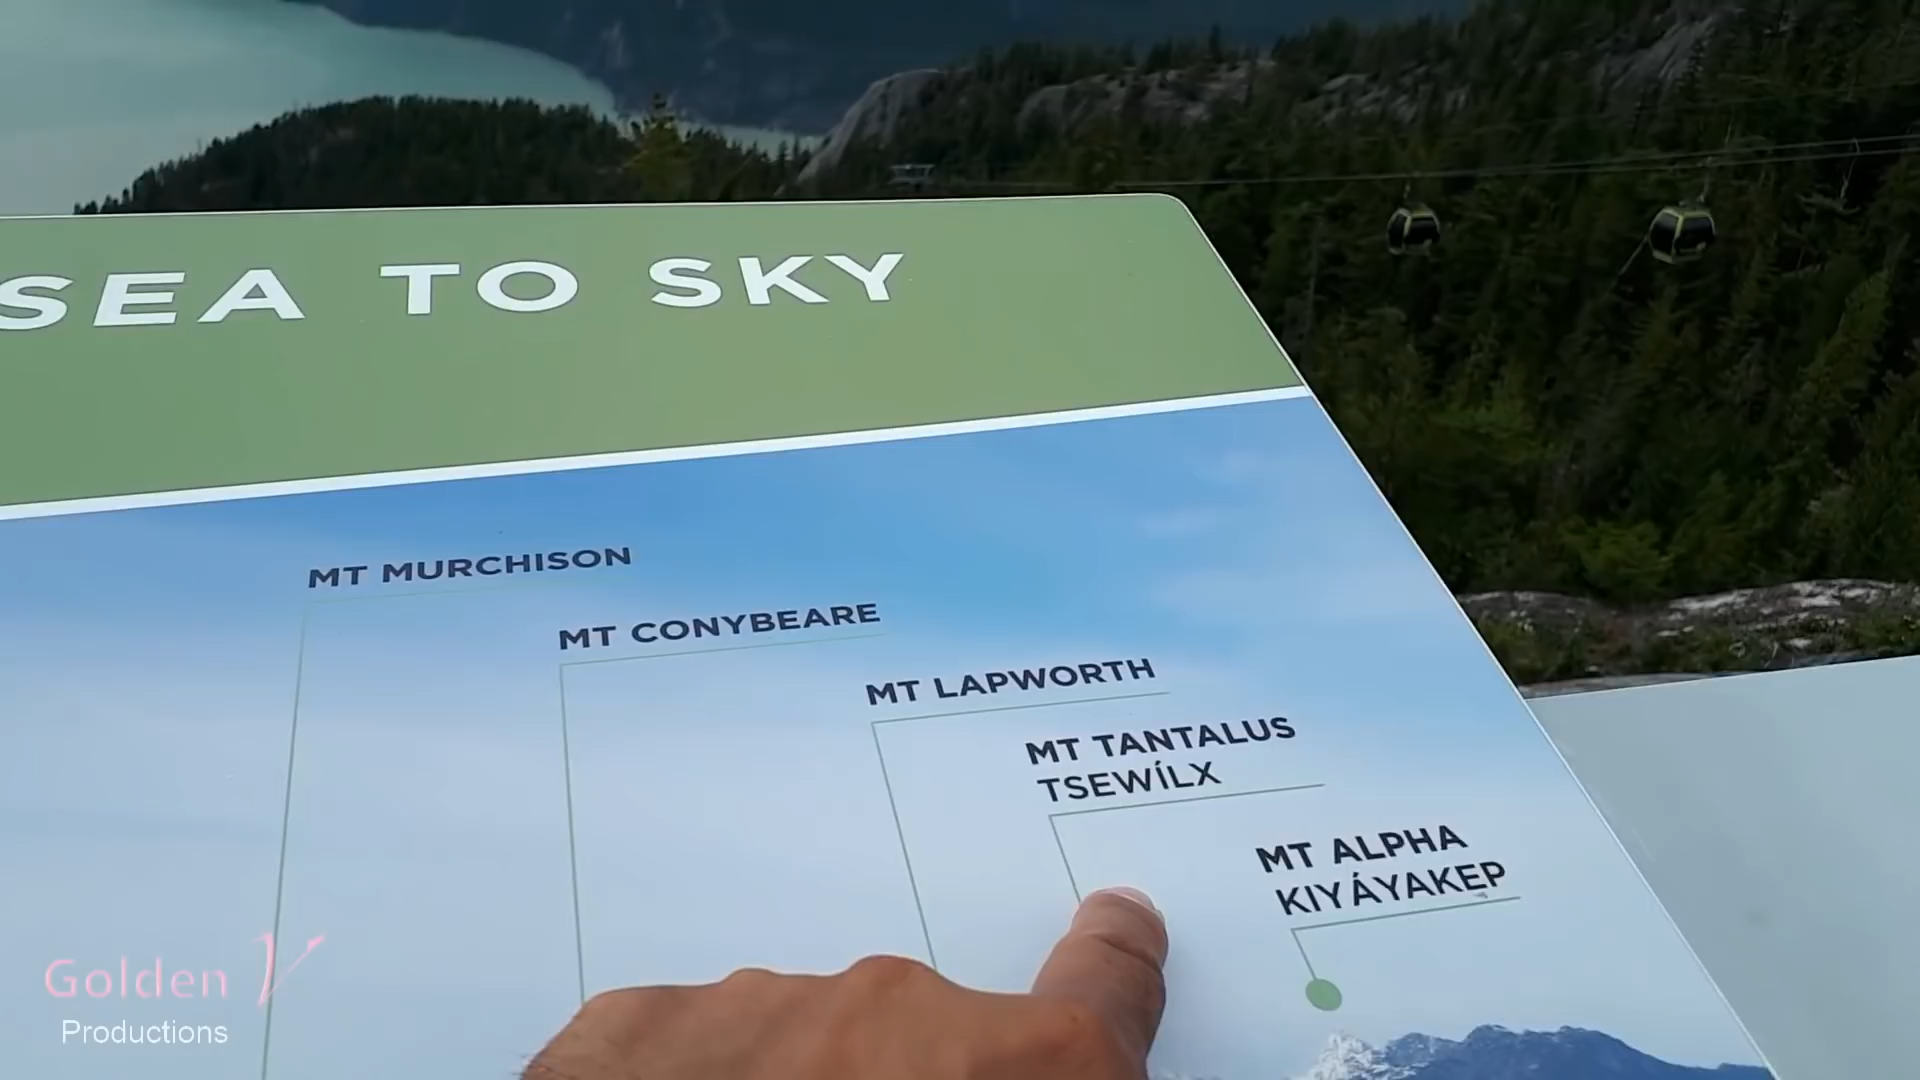 SEA TO SKY
MT MURCHISON
MT CONYBEARE
MT LAPWORTH
MT TANTALUS
TSEWÍLX
MT ALPHA
KIYÁYAKEP
Golden V
Productions